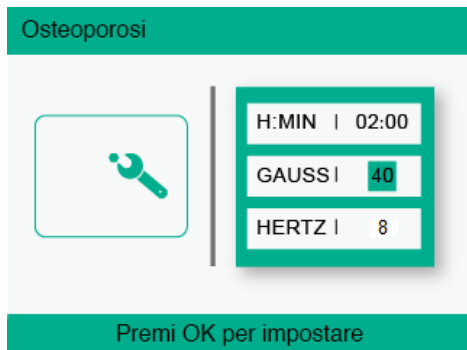 Osteoporosi
H:MIN | 02:00
GAUSS | 40
HERTZ | 8
Premi OK per impostare